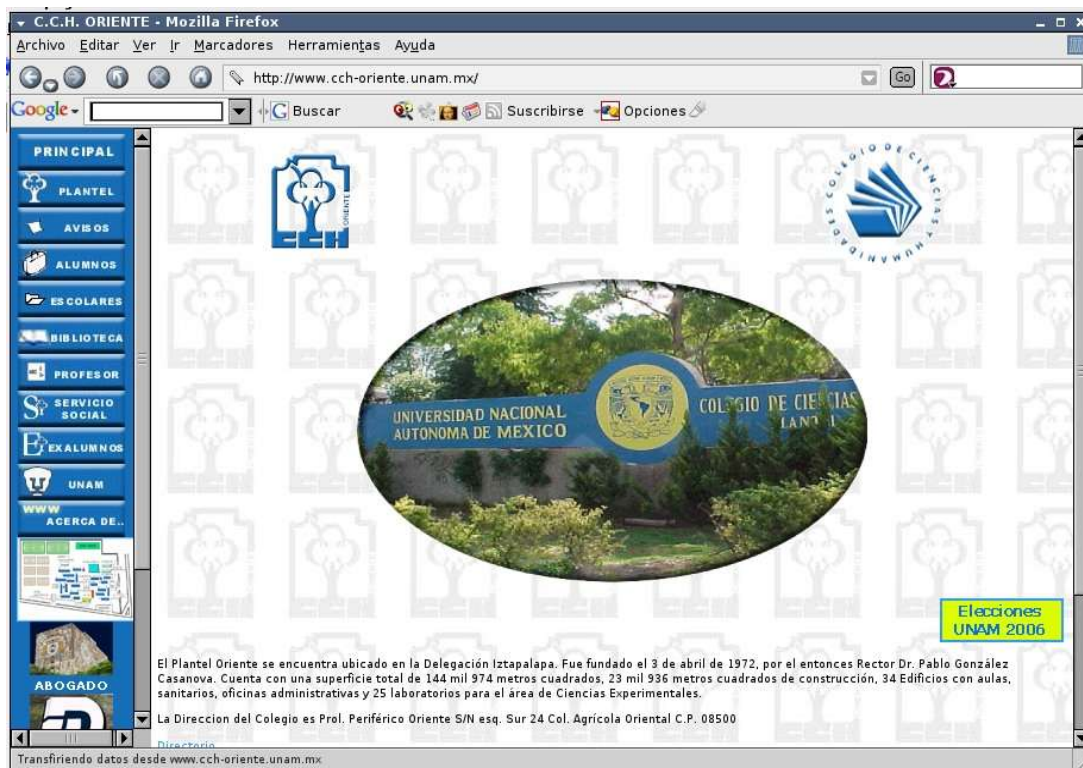 C.C.H. ORIENTE - Mozilla Firefox
Archivo Editar Ver Ir Marcadores Herramientas Ayuda
http://www.cch-oriente.unam.mx/
Go
Google
Buscar
Suscribirse
Opciones
PRINCIPAL
PLANTEL
AVISOS
ALUMNOS
ESCOLARES
BIBLIOTECA
PROFESOR
SERVICIO
SOCIAL
EXALUMNOS
UNAM
WWW
ACERCA DE..
ABOGADO
CCH
ORIENTE
COLEGIO DE CIENCIAS Y HUMANIDADES
UNIVERSIDAD NACIONAL
AUTONOMA DE MEXICO
COLEGIO DE CIENCIAS
Elecciones
UNAM 2006
El Plantel Oriente se encuentra ubicado en la Delegación Iztapalapa. Fue fundado el 3 de abril de 1972, por el entonces Rector Dr. Pablo González
Casanova. Cuenta con una superficie total de 144 mil 974 metros cuadrados, 23 mil 936 metros cuadrados de construcción, 34 Edificios con aulas,
sanitarios, oficinas administrativas y 25 laboratorios para el área de Ciencias Experimentales.
La Direccion del Colegio es Prol. Periférico Oriente S/N esq. Sur 24 Col. Agrícola Oriental C.P. 08500
Directorio
Transfiriendo datos desde www.cch-oriente.unam.mx